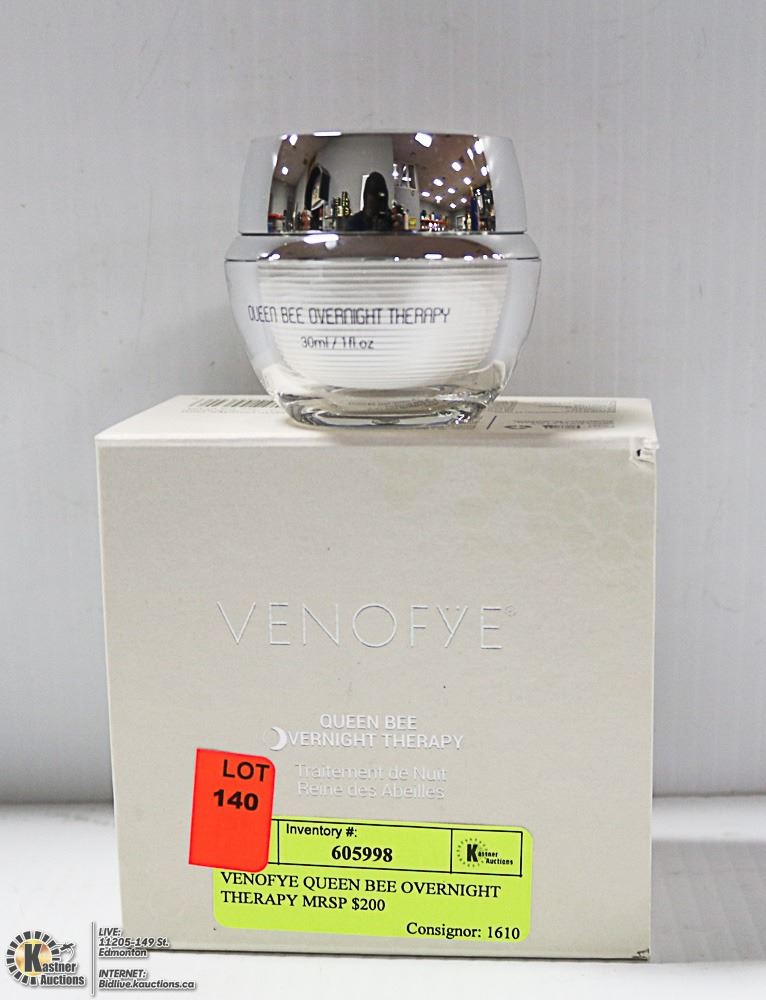 QUEEN BEE OVERNIGHT THERAPY
30ml / 1fl.oz
VENOFŸE®
QUEEN BEE
OVERNIGHT THERAPY
Traitement de Nuit
Reine des Abeilles
LOT
140
Inventory #:
605998
Kastner
Auctions
VENOFYE QUEEN BEE OVERNIGHT
THERAPY MRSP $200
Consignor: 1610
Kastner
Auctions
LIVE:
11205-149 St.
Edmonton
INTERNET:
Bidlive.kauctions.ca